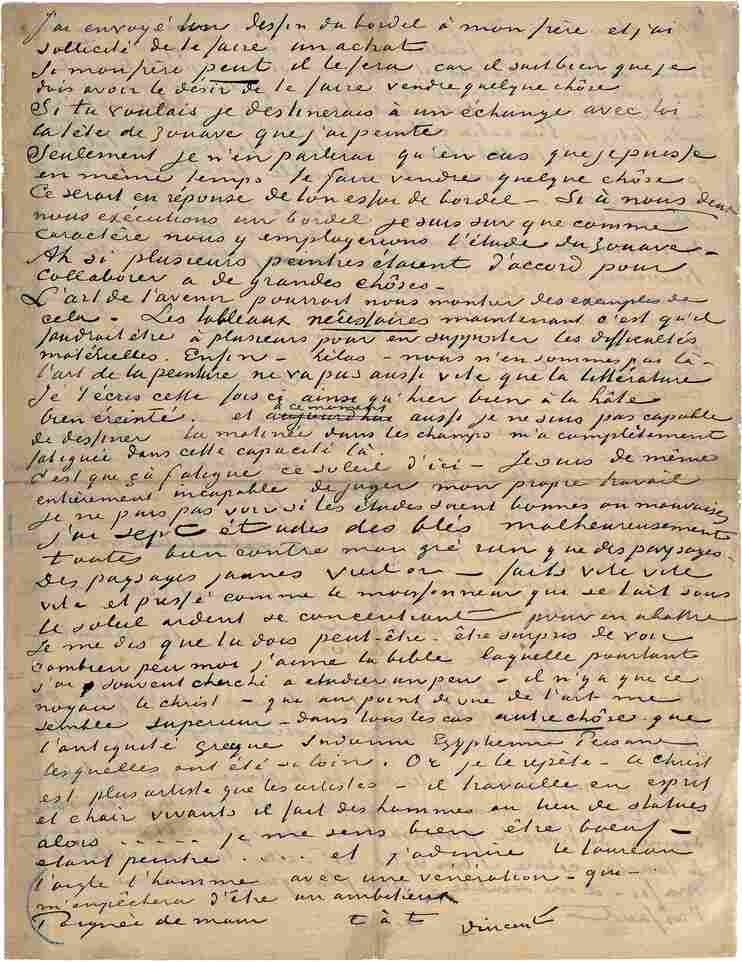 J'ai envoyé ton dessin du bordel à mon frère et j'ai
sollicité de te faire un achat
Si mon frère peut il le fera car il sait bien que je
dois avoir le désir de te faire vendre quelque chôse
Si tu voulais je destinerais à un échange avec toi
la tête de zouave que j'ai peinte
Seulement je n'en parlerai qu'en cas que je puisse
en même temps te faire vendre quelque chôse
Ce serait en réponse de ton essai de bordel – Si à nous deux
nous exécutions un bordel je suis sûr que comme
caractère nous y employerions l'étude du zouave –
Ah si plusieurs peintres étaient d'accord pour
collaborer à de grandes chôses –
L'art de l'avenir pourrait nous montrer des exemples de
cela – Les tableaux nécessaires maintenant c'est qu'il
faudrait être à plusieurs pour en supporter les difficultés
matérielles. Enfin – hélas – nous n'en sommes pas là –
l'art de la peinture ne va pas aussi vite que la littérature
Je t'écris cette fois ci ainsi qu'hier bien à la hâte
bien éreinté . et aujourd'hui à ce moment aussi je ne suis pas capable
de dessiner la matinée dans les champs m'a complètement
fatiguée dans cette capacité là.
C'est que çà fatigue ce soleil d'ici – Je suis de même
entièrement incapable de juger mon propre travail
Je ne puis pas voir si les études soient bonnes ou mauvaises
J'ai sept études des blés malheureusement
toutes bien contre mon gré rien que des paysages.
Des paysages jaunes vieil or – faits vite vite
vite et pressé comme le moissonneur qui se tait sous
le soleil ardent se concentrant pour en abattre
Je me dis que tu dois peut-être être surpris de voir
combien peu moi j'aime la bible laquelle pourtant
j'ai souvent cherché à etudier un peu – il n'y a que ce
noyau le Christ – qui au point de vue de l'art me
semble supérieur – dans tous les cas autre chôse que
l'antiquité grecque Indienne Egyptienne Persane
lesquelles ont été si loin. Or je le repète – ce Christ
est plus artiste que les artistes – il travaille en esprit
et chair vivants il fait des hommes au lieu de statues
alors ..... je me sens bien être boeuf –
etant peintre .... et j'admire le taureau
l'aigle l'homme avec une vénération – qui –
m'empêchera d'être un ambitieux
Poignée de main t à t Vincent